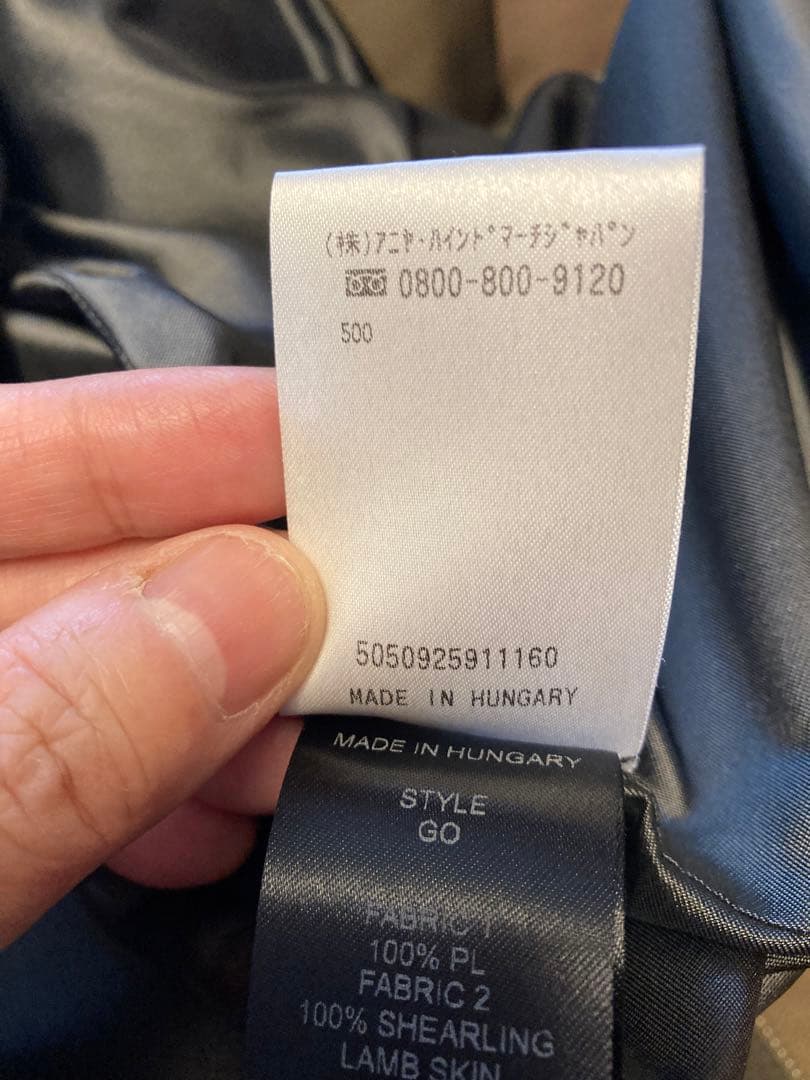 (株)アニヤ・ハインドマーチジャパン
0800-800-9120
500
5050925911160
MADE IN HUNGARY
MADE IN HUNGARY
STYLE
GO
FABRIC 1
100% PL
FABRIC 2
100% SHEARLING
LAMB SKIN